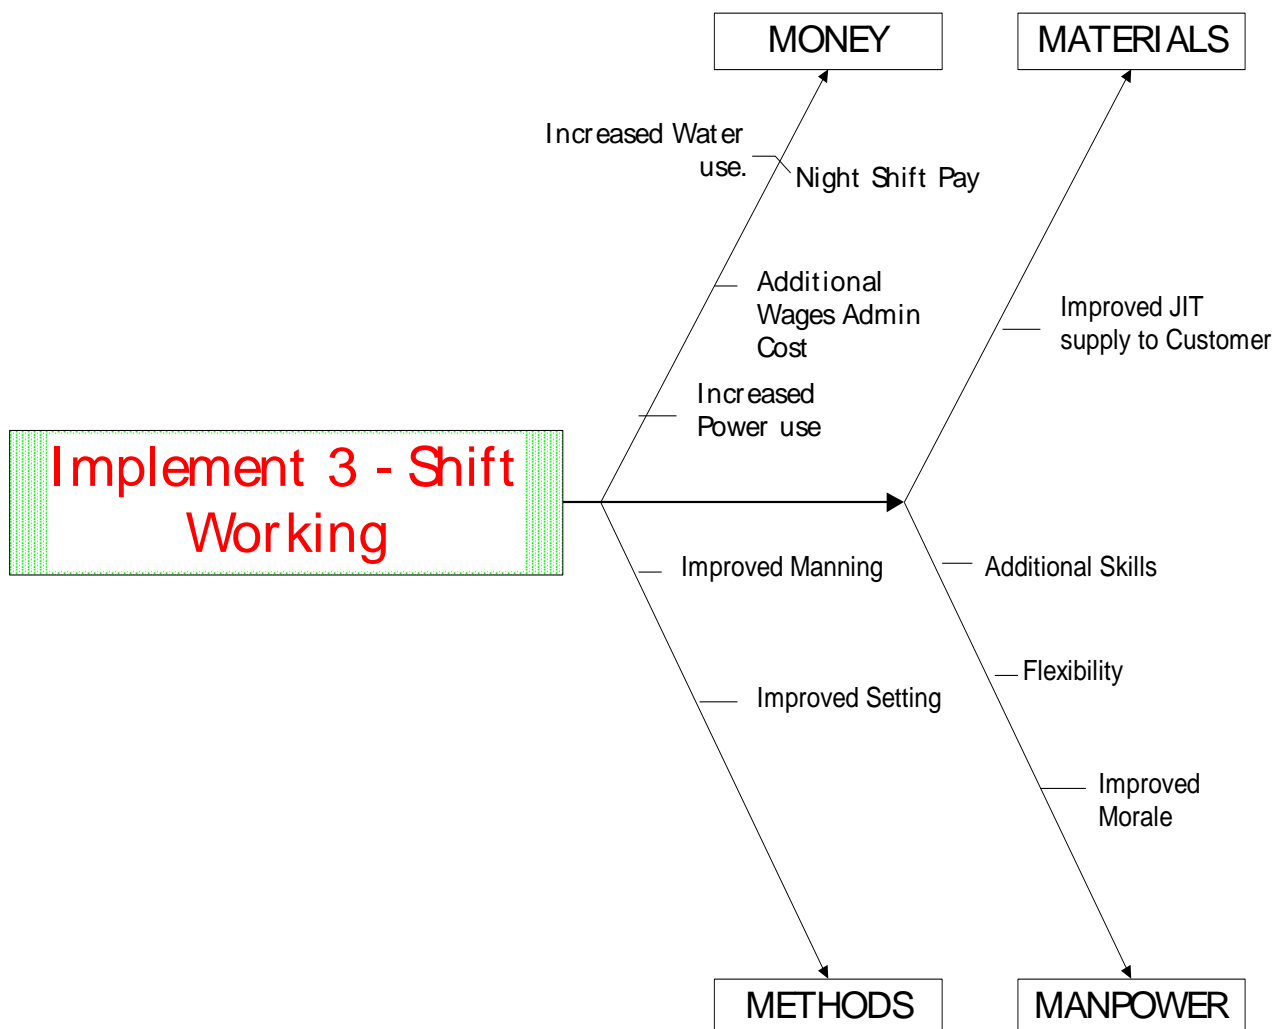 MONEY
MATERIALS
Increased Water
use.
Night Shift Pay
Additional
Wages Admin
Cost
Improved JIT
supply to Customer
Increased
Power use
Implement 3 - Shift
Working
Improved Manning
Additional Skills
Flexibility
Improved Setting
Improved
Morale
METHODS
MANPOWER